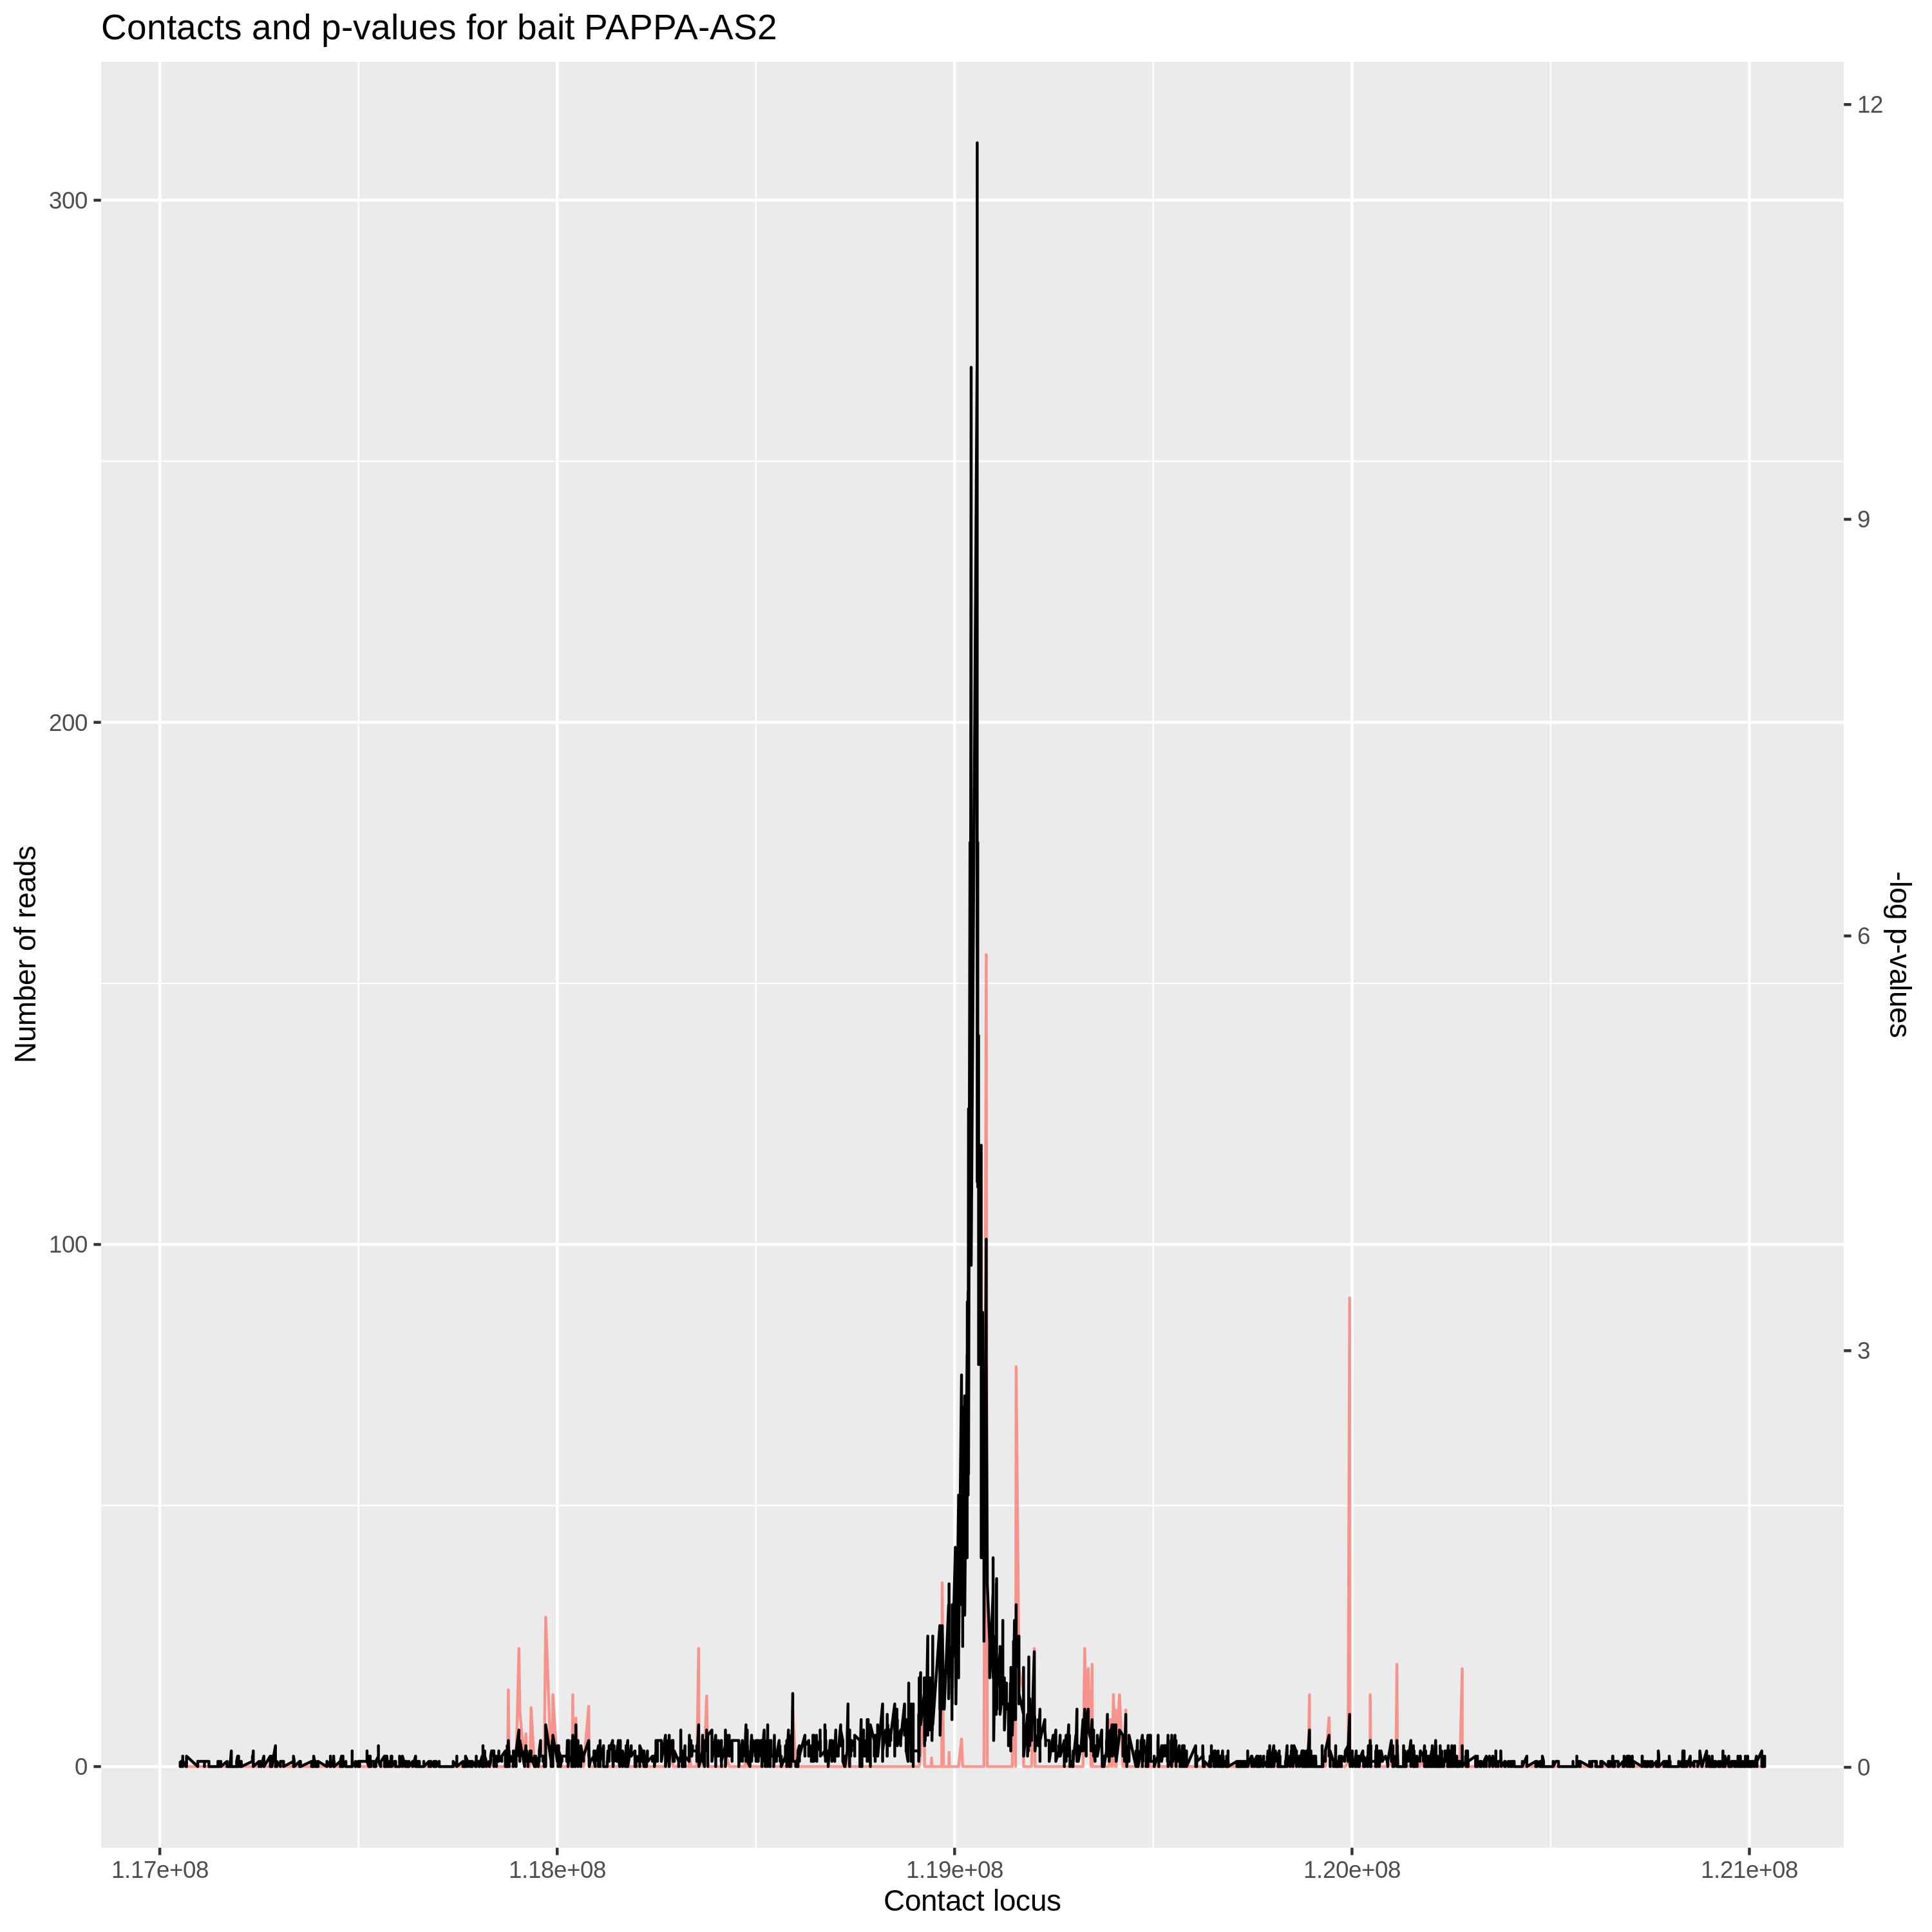 Contacts and p-values for bait PAPPA-AS2
12
300
9
200
6
Number of reads
-log p-values
100
3
0
0
1.17e+08
1.18e+08
1.19e+08
1.20e+08
1.21e+08
Contact locus